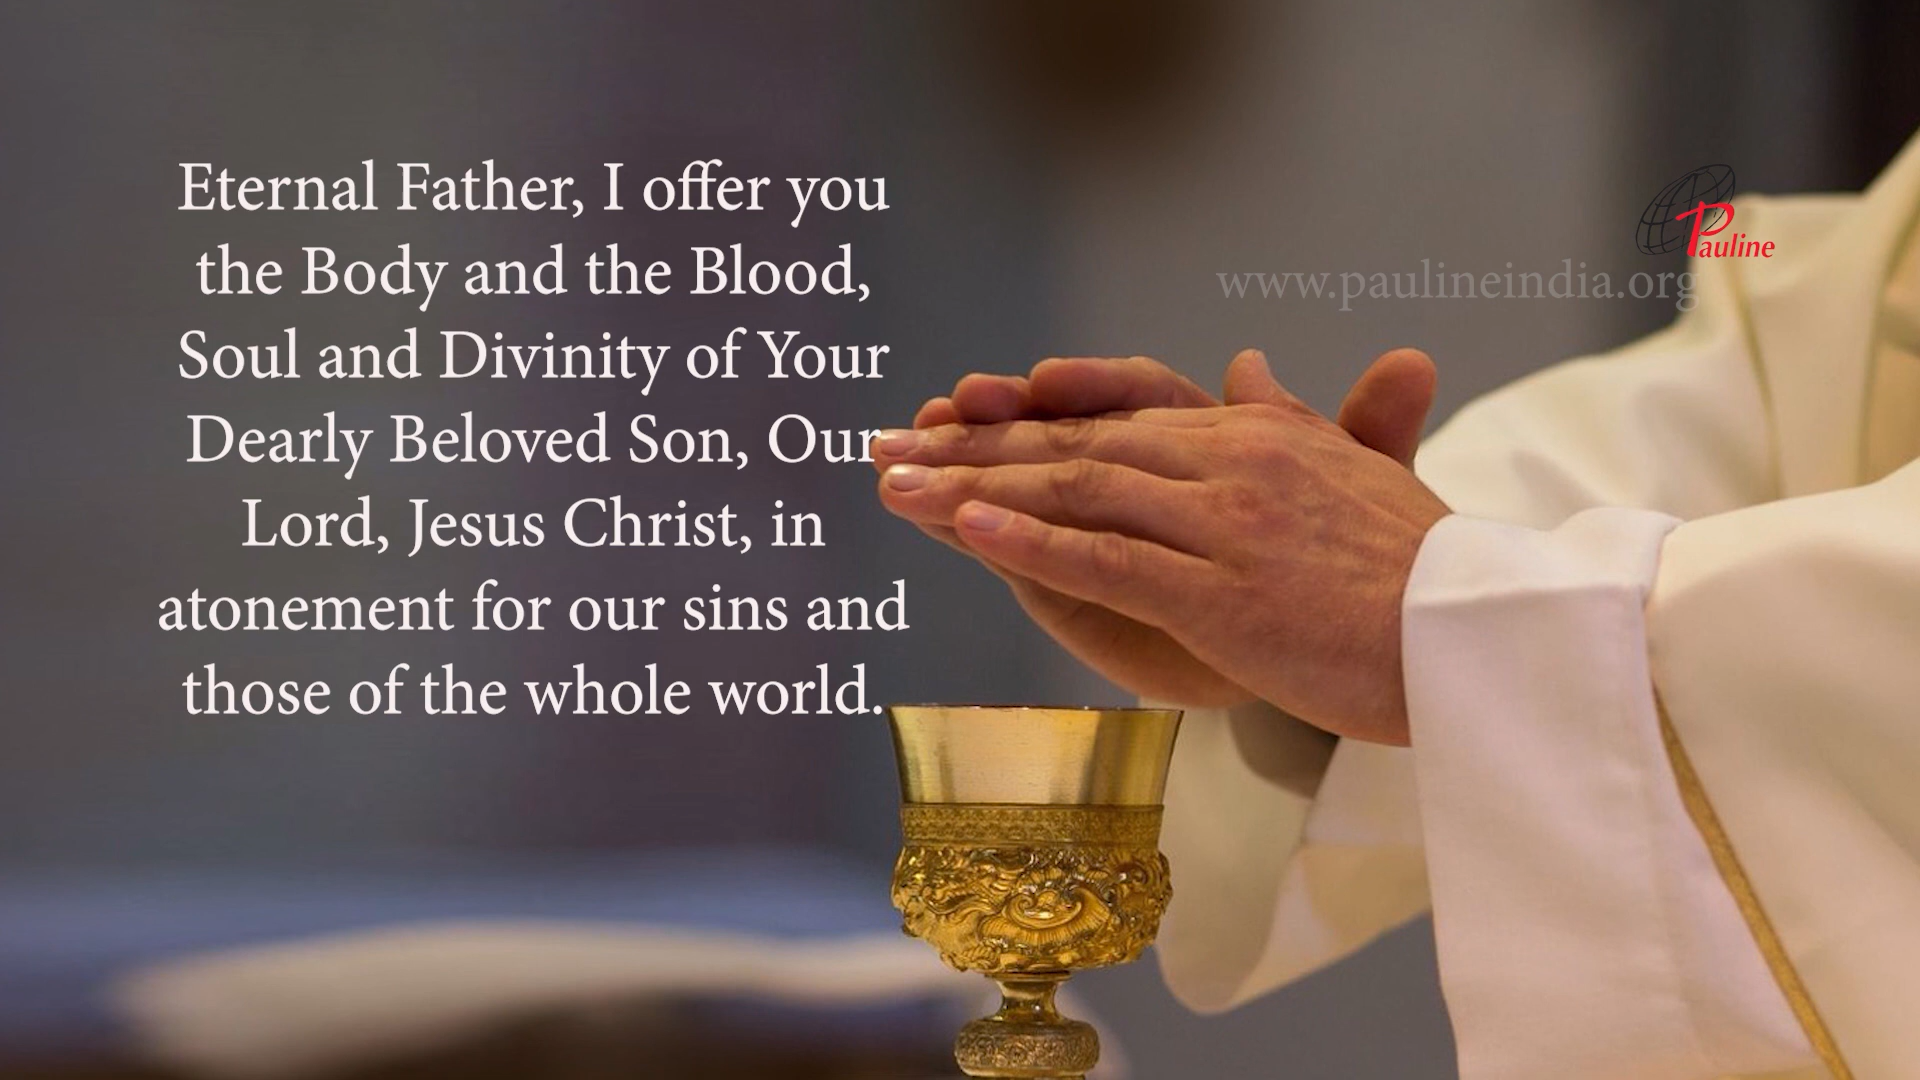 Eternal Father, I offer you
the Body and the Blood,
Soul and Divinity of Your
Dearly Beloved Son, Our
Lord, Jesus Christ, in
atonement for our sins and
those of the whole world.
Pauline
www.paulineindia.org